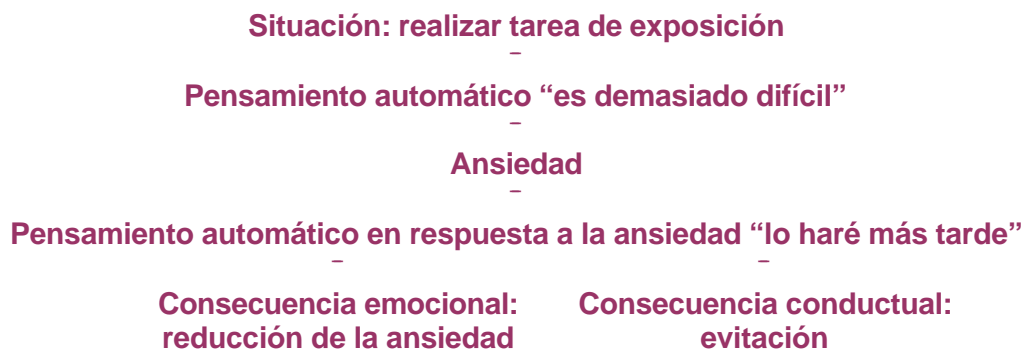 Situación: realizar tarea de exposición
–
Pensamiento automático “es demasiado difícil”
–
Ansiedad
–
Pensamiento automático en respuesta a la ansiedad “lo haré más tarde”
– –
Consecuencia emocional: Consecuencia conductual:
reducción de la ansiedad evitación